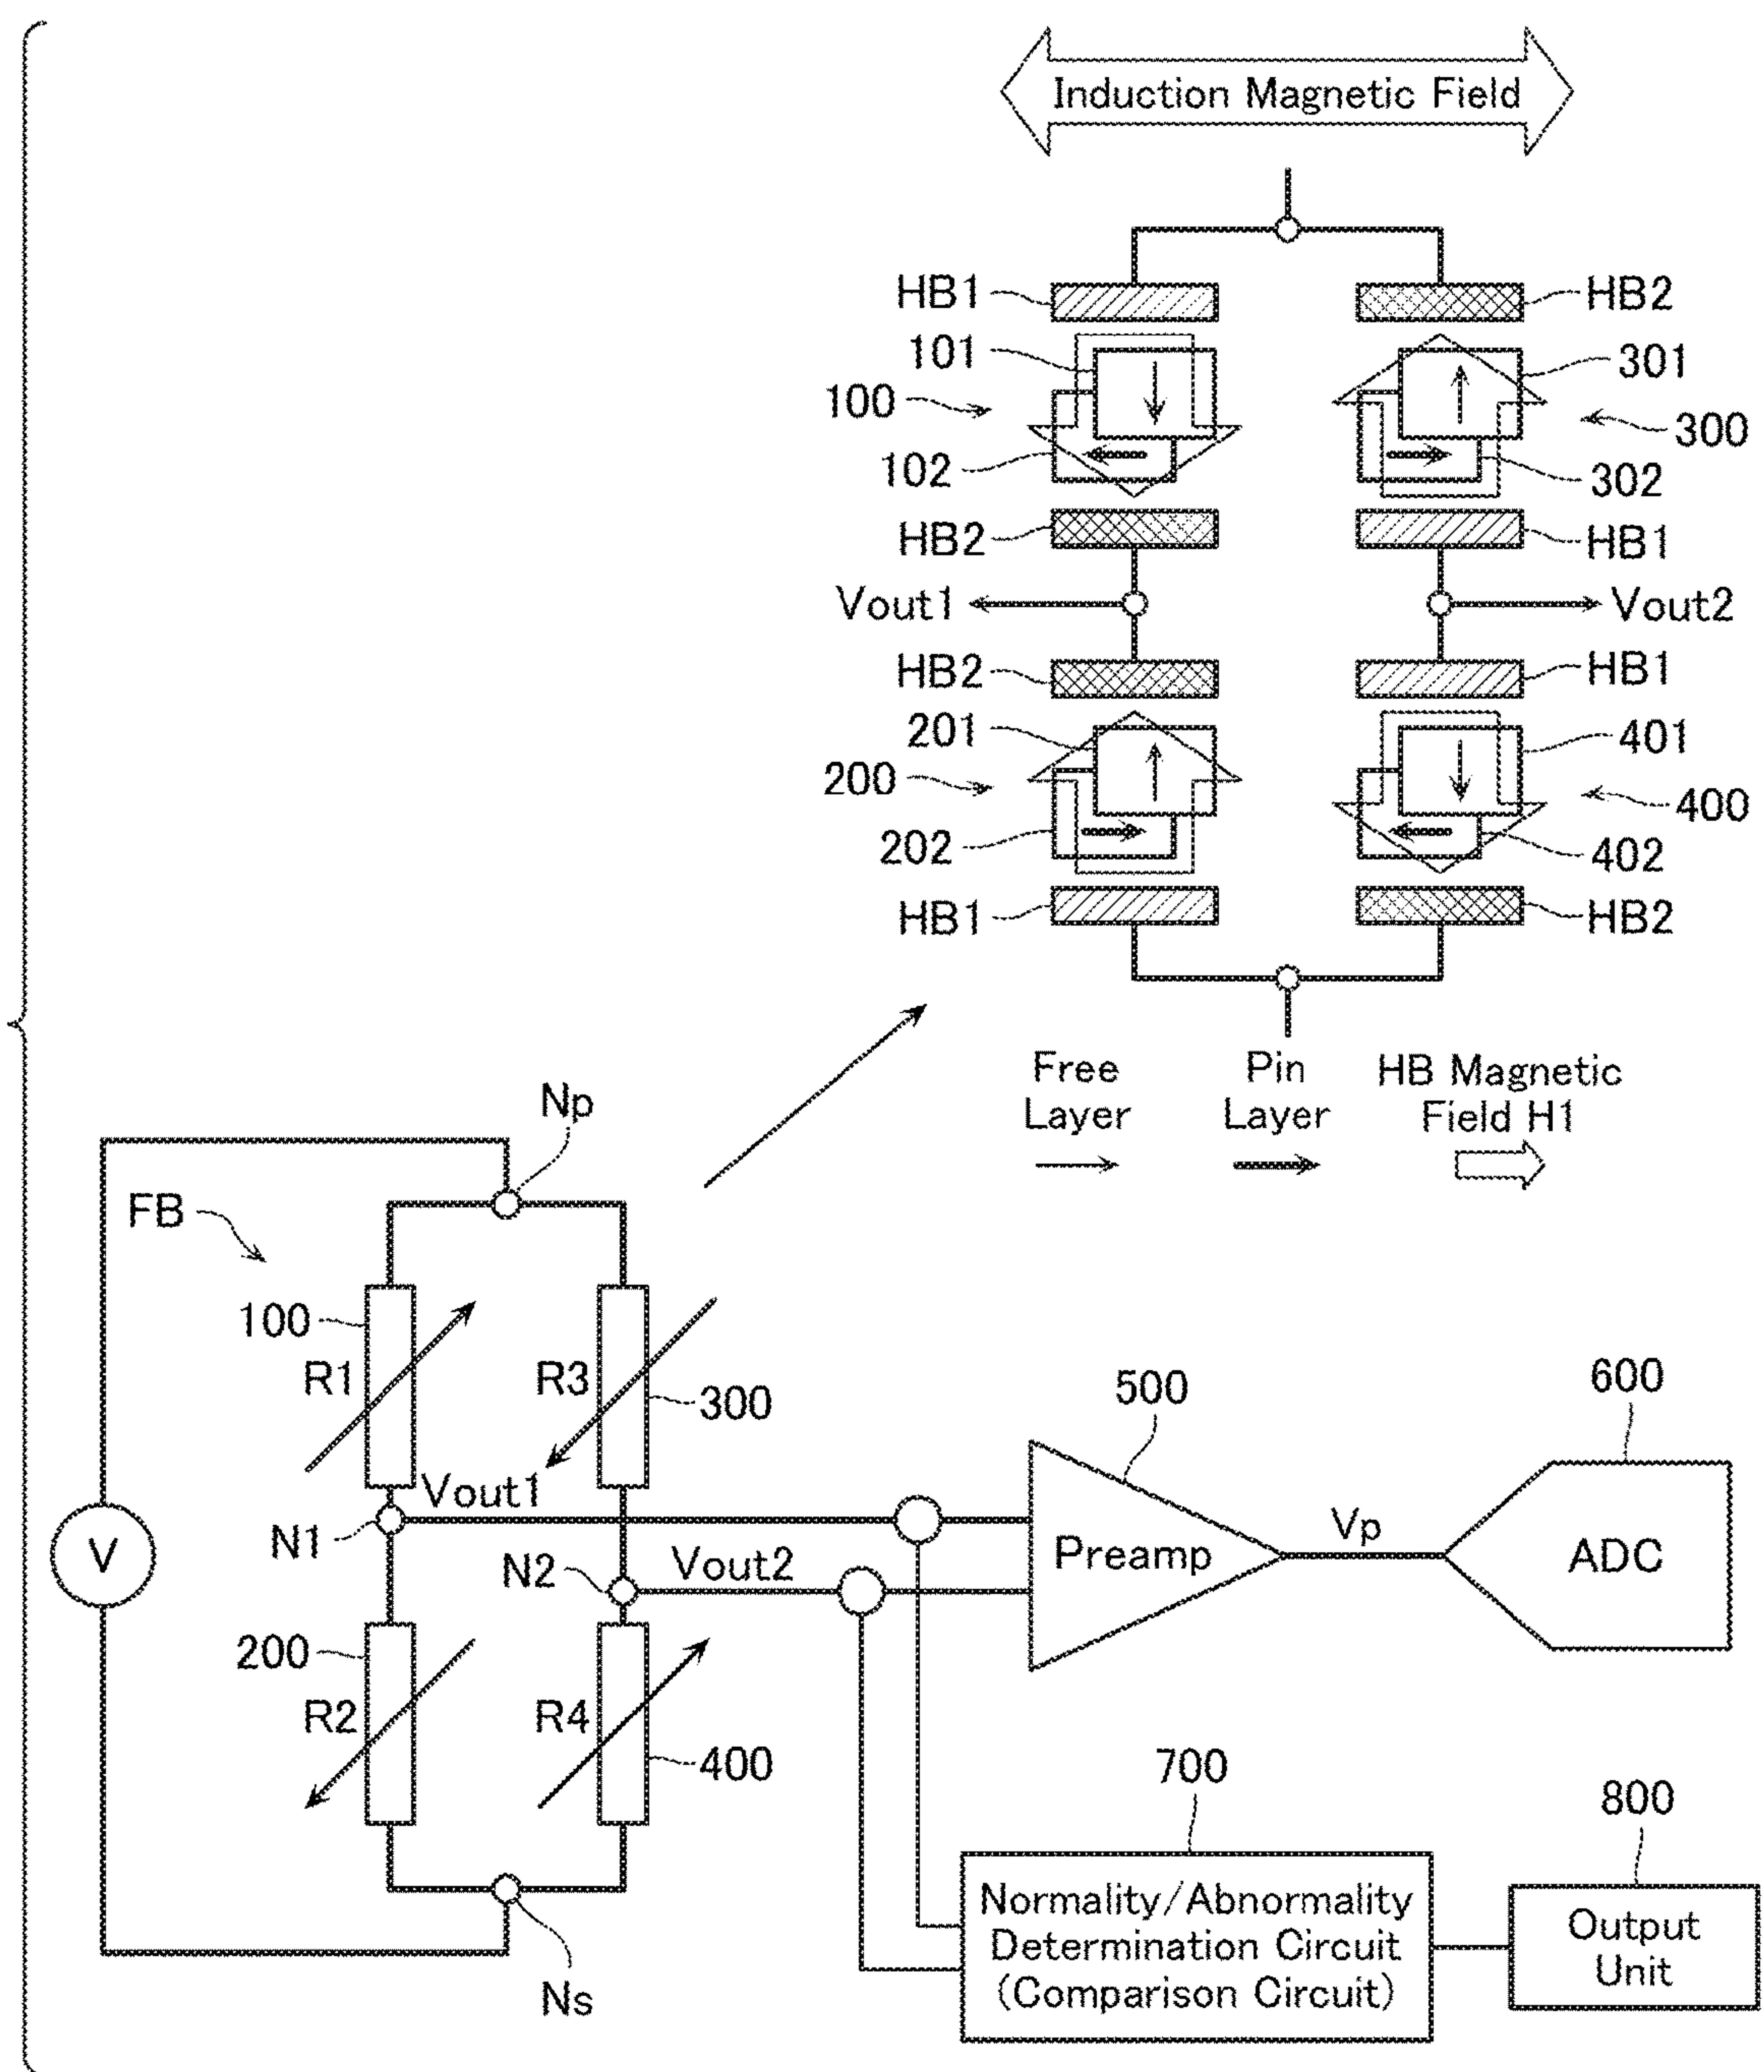 Induction Magnetic Field
HB1
HB2
101
301
100
300
102
302
HB2
HB1
Vout1
Vout2
HB2
HB1
201
401
200
400
202
402
HB1
HB2
Free
Layer
Pin
Layer
HB Magnetic
Field H1
Np
FB
100
R1
R3
300
500
600
Vout1
N1
V
N2
Vout2
Preamp
Vp
ADC
200
R2
R4
400
700
800
Normality/Abnormality
Determination Circuit
(Comparison Circuit)
Output
Unit
Ns